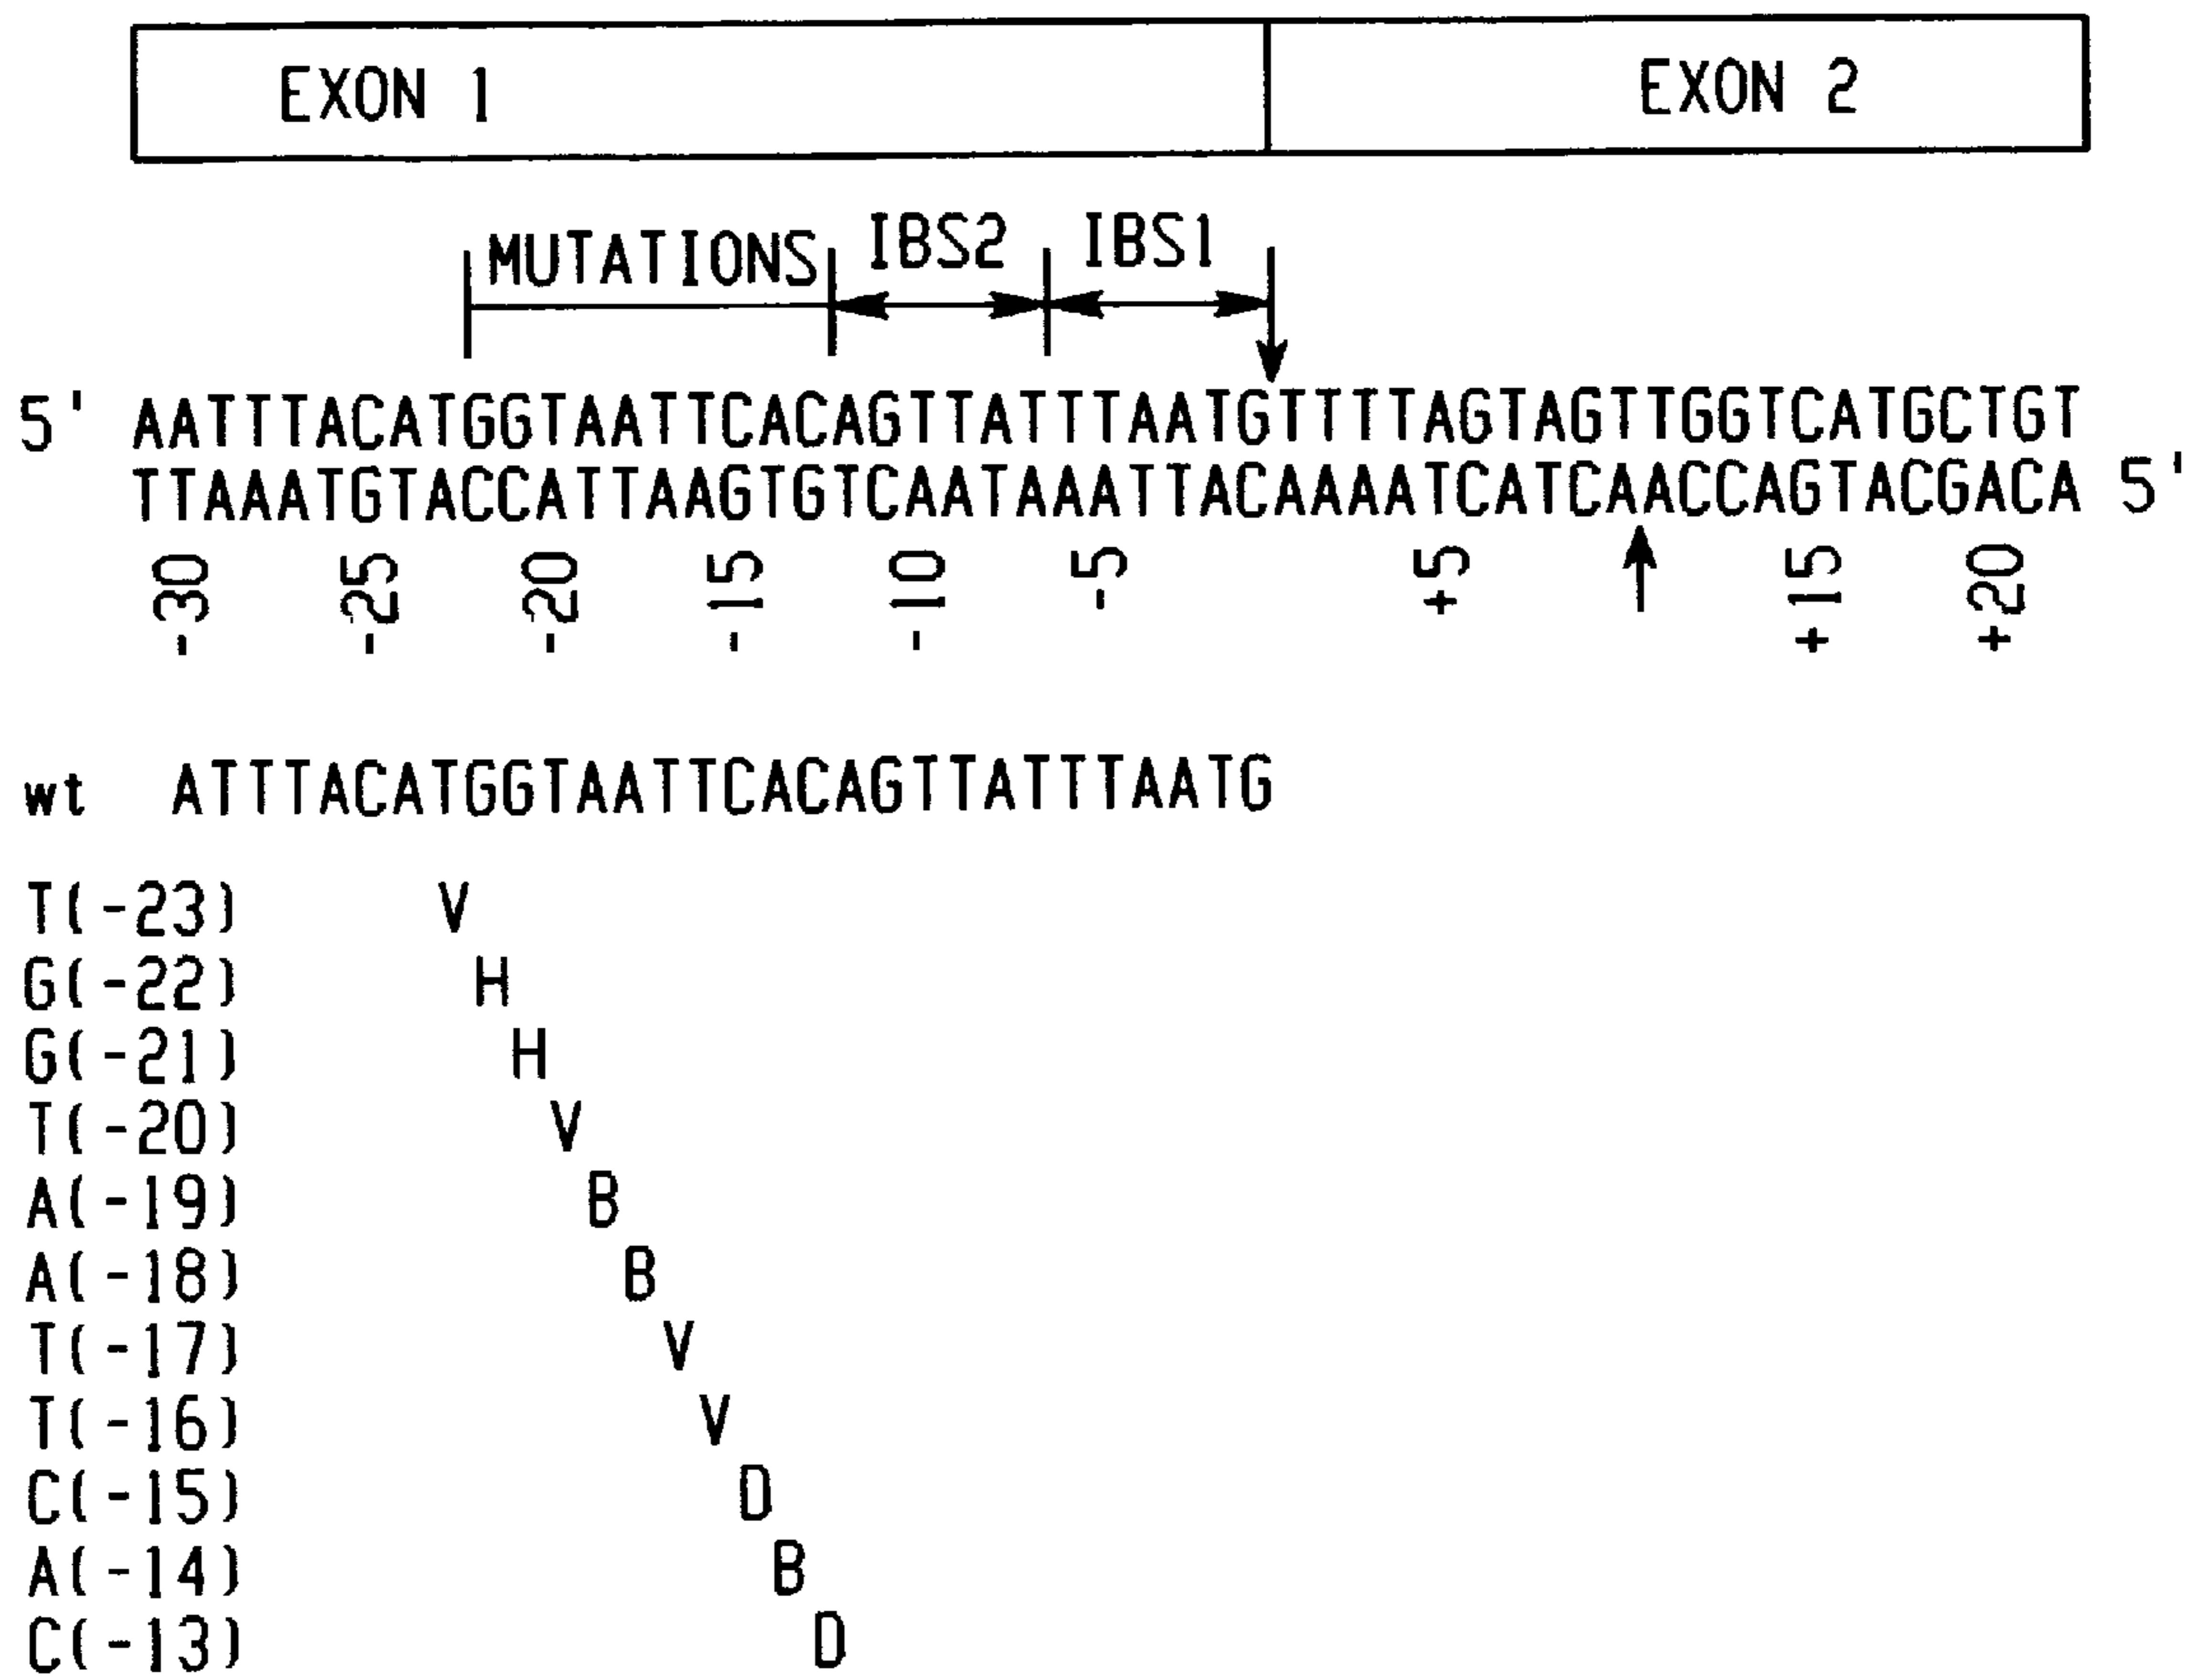 EXON 1 EXON 2
MUTATIONS IBS2 IBS1
5' AATTTACATGGTAATTCACAGTTATTTAATGTTTTAGTAGTTGGTCATGCTGT
TTAAATGTACCATTAAGTGTCAATAAATTACAAAATCATCAACCAGTACGACA 5'
-30 -25 -20 -15 -10 -5 +5 +15 +20
wt ATTTACATGGTAATTCACAGTTATTTAATG
T(-23) V
G(-22) H
G(-21) H
T(-20) V
A(-19) B
A(-18) B
T(-17) V
T(-16) V
C(-15) D
A(-14) B
C(-13) D